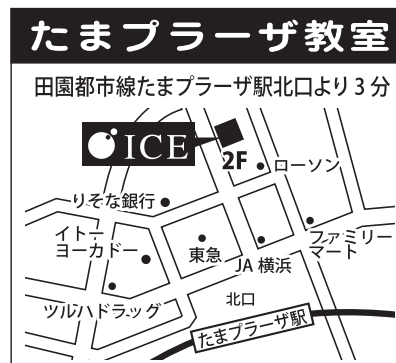 たまプラーザ教室
田園都市線たまプラーザ駅北口より3分
ICE
2F
ローソン
りそな銀行
イトー
ヨーカドー
東急
JA 横浜
ファミリー
マート
ツルハドラッグ
北口
たまプラーザ駅